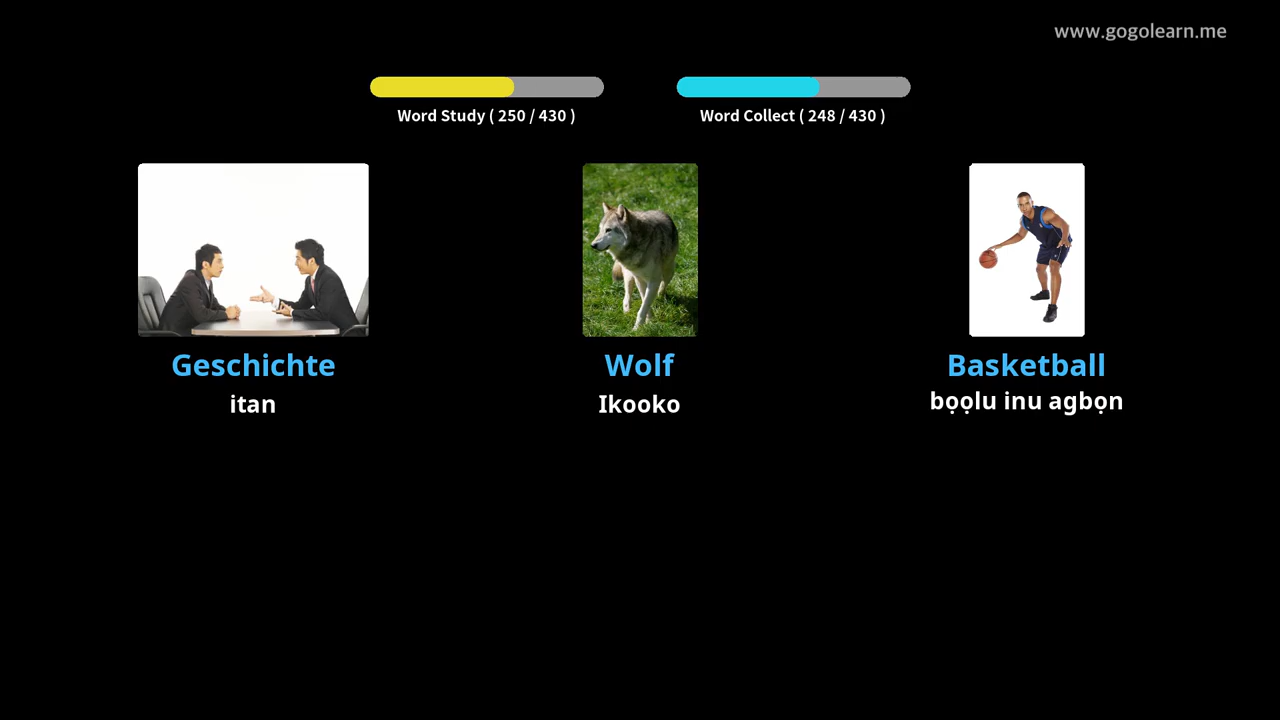 www.gogolearn.me
Word Study ( 250 / 430 )
Word Collect ( 248 / 430 )
Geschichte
itan
Wolf
Ikooko
Basketball
bọọlu inu agbọn